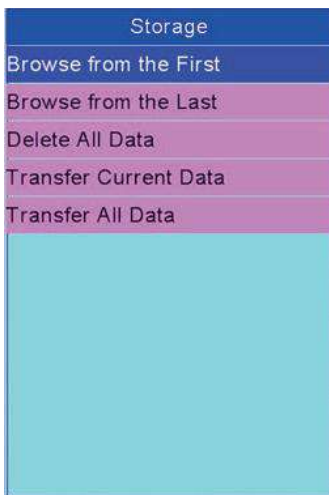 Storage
Browse from the First
Browse from the Last
Delete All Data
Transfer Current Data
Transfer All Data